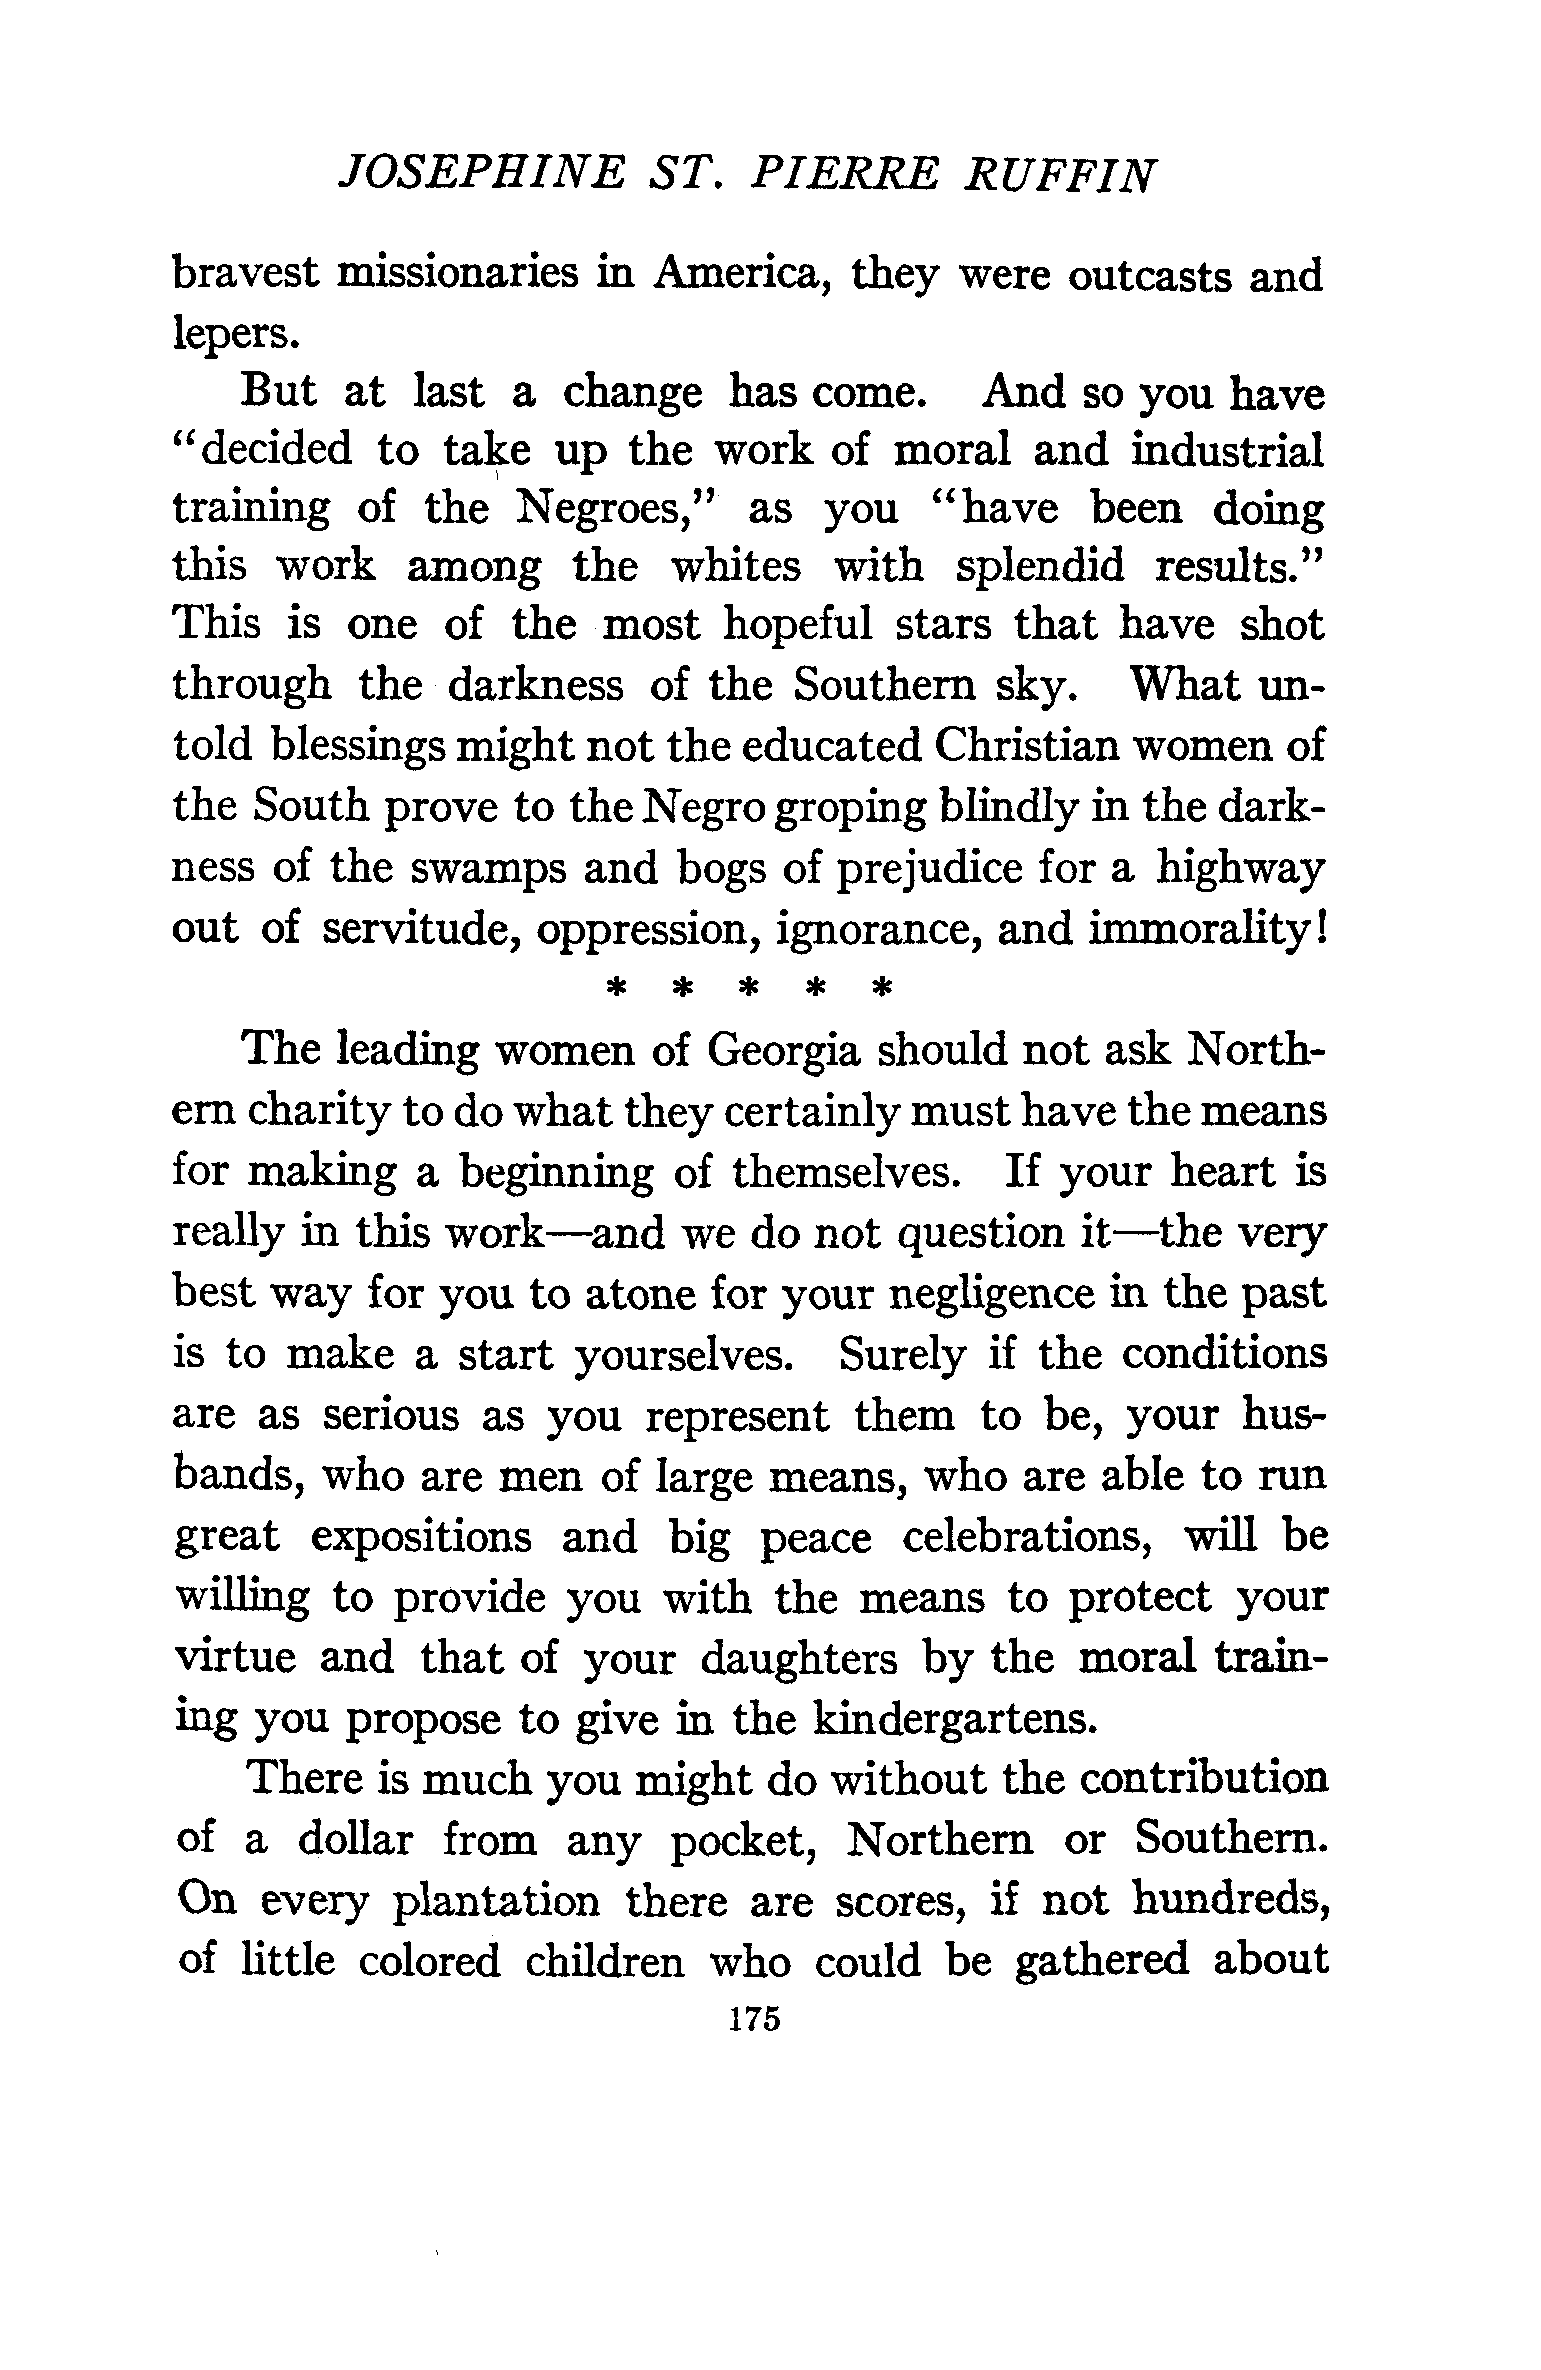 JOSEPHINE ST. PIERRE RUFFIN
bravest missionaries in America, they were outcasts and
lepers.
But at last a change has come. And so you have
“decided to take up the work of moral and industrial
training of the Negroes,” as you “have been doing
this work among the whites with splendid results.”
This is one of the most hopeful stars that have shot
through the darkness of the Southern sky. What un-
told blessings might not the educated Christian women of
the South prove to the Negro groping blindly in the dark-
ness of the swamps and bogs of prejudice for a highway
out of servitude, oppression, ignorance, and immorality!
* * * * *
The leading women of Georgia should not ask North-
ern charity to do what they certainly must have the means
for making a beginning of themselves. If your heart is
really in this work—and we do not question it—the very
best way for you to atone for your negligence in the past
is to make a start yourselves. Surely if the conditions
are as serious as you represent them to be, your hus-
bands, who are men of large means, who are able to run
great expositions and big peace celebrations, will be
willing to provide you with the means to protect your
virtue and that of your daughters by the moral train-
ing you propose to give in the kindergartens.
There is much you might do without the contribution
of a dollar from any pocket, Northern or Southern.
On every plantation there are scores, if not hundreds,
of little colored children who could be gathered about
175